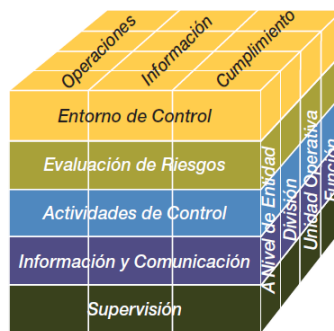 Operaciones
Información
Cumplimiento
Entorno de Control
Evaluación de Riesgos
Actividades de Control
Información y Comunicación
Supervisión
A Nivel de Entidad
División
Unidad Operativa
Función